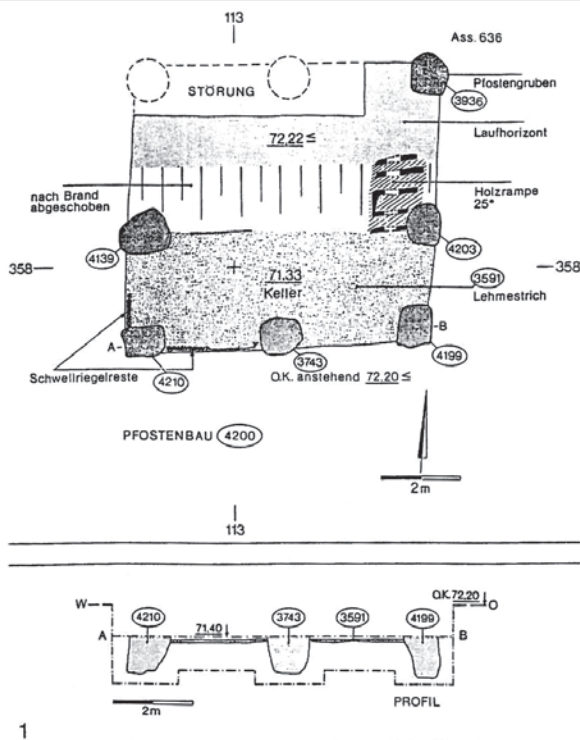 113
Ass. 636
STÖRUNG
Pfostengruben
3936
72,22 ≤
Laufhorizont
nach Brand
abgeschoben
Holzrampe
25°
4139
4203
358
71.33
Keller
3591
358
Lehmestrich
A-
-B
4199
Schwellriegelreste
4210
3743
O.K. anstehend 72,20 ≤
PFOSTENBAU 4200
2m
113
O.K. 72,20
W
O
4210
71.40
3743
3591
4199
A
B
2m
PROFIL
1